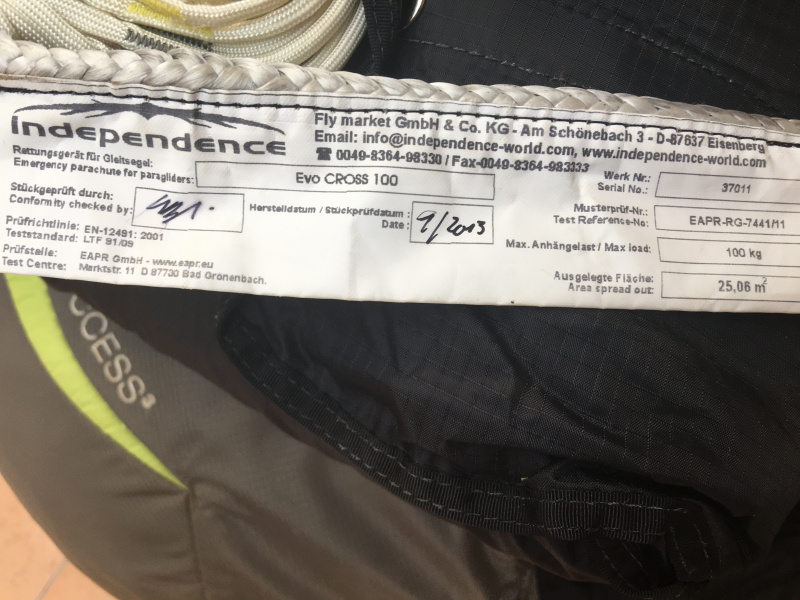 independence
Fly market GmbH & Co. KG - Am Schönebach 3 - D-87637 Eisenberg
Email: info@independence-world.com, www.independence-world.com
☎ 0049-8364-98330 / Fax-0049-8364-983333
Rettungsgerät für Gleitsegel:
Emergency parachute for paragliders:
Evo CROSS 100
Werk Nr.:
Serial No.:
37011
Stückgeprüft durch:
Conformity checked by:
Herstelldatum / Stückprüfdatum :
Date :
9/2013
Musterprüf-Nr.:
Test Reference-No:
EAPR-RG-7441/11
Prüfrichtlinie: EN-12491: 2001
Teststandard: LTF 91/09
Max. Anhängelast / Max load:
100 kg
Prüfstelle: EAPR GmbH - www.eapr.eu
Test Centre: Marktstr. 11 D 87730 Bad Grönenbach.
Ausgelegte Fläche:
Area spread out:
25,06 m²
CCESS³